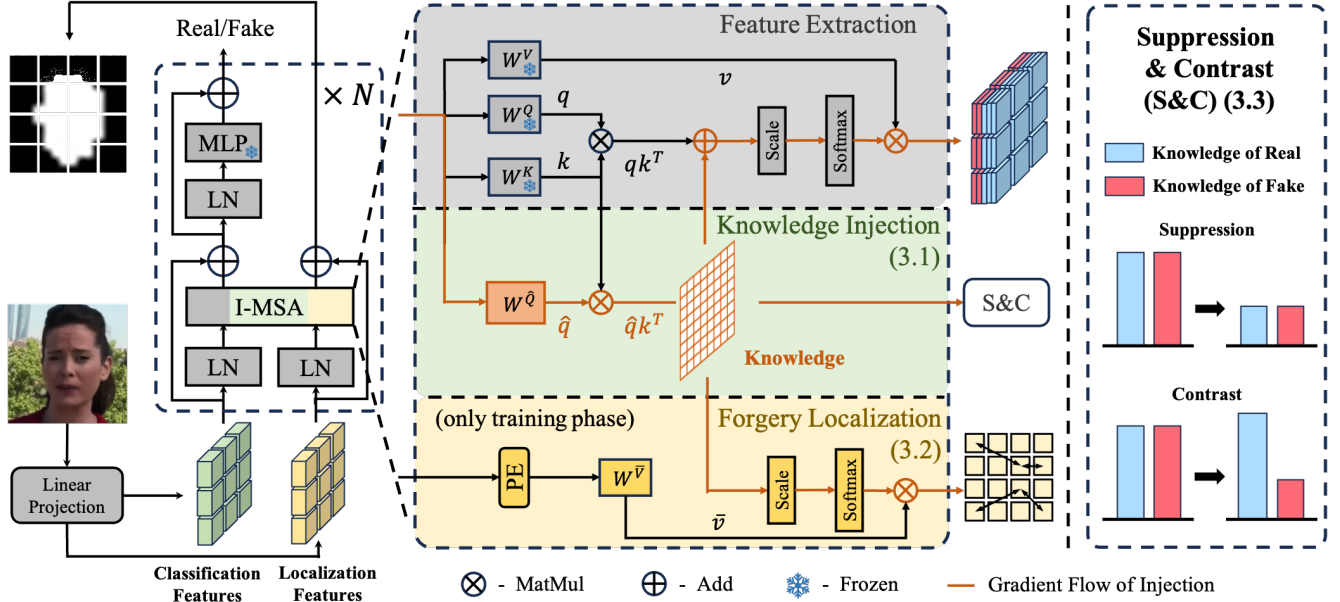 Real/Fake
× N
MLP
LN
I-MSA
LN
LN
Linear
Projection
Classification
Features
Localization
Features
Feature Extraction
W^V
v
W^Q
q
W^K
k
qk^T
Scale
Softmax
Knowledge Injection
(3.1)
W^Q̂
q̂
q̂k^T
S&C
Knowledge
(only training phase)
Forgery Localization
(3.2)
PE
W^V̅
v̅
Scale
Softmax
Suppression
& Contrast
(S&C) (3.3)
Knowledge of Real
Knowledge of Fake
Suppression
Contrast
- MatMul
- Add
- Frozen
- Gradient Flow of Injection